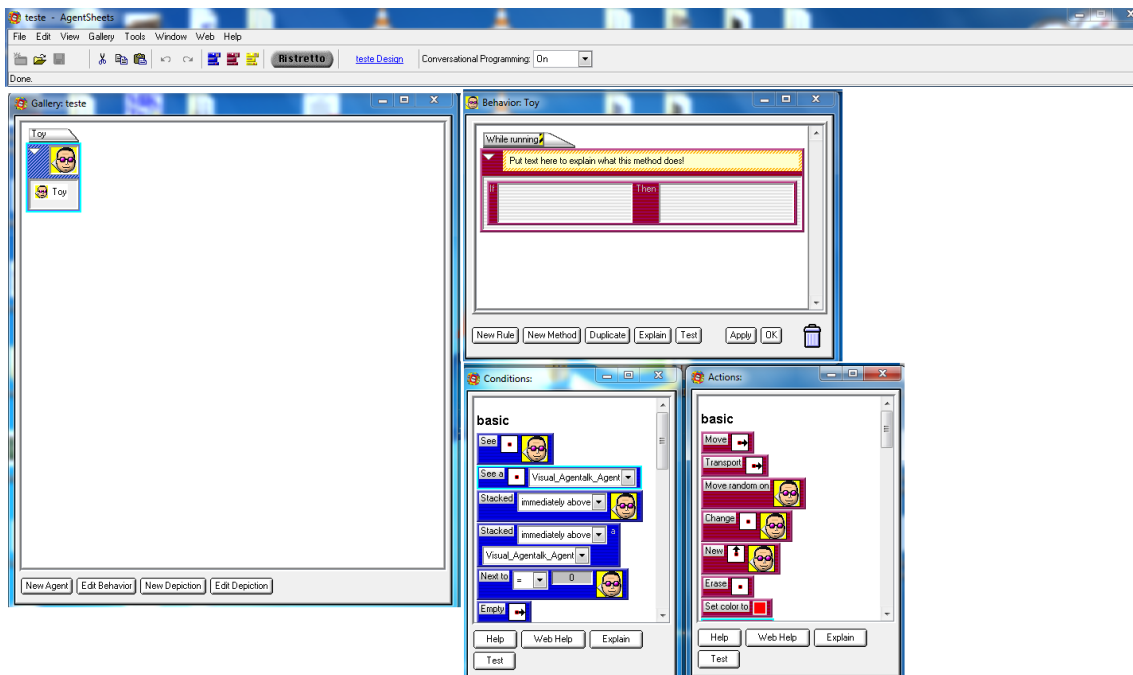 teste - AgentSheets
File Edit View Gallery Tools Window Web Help
Ristretto teste Design Conversational Programming: On
Done.
Gallery: teste
Toy
Toy
New Agent Edit Behavior New Depiction Edit Depiction
Behavior: Toy
While running
Put text here to explain what this method does!
If Then
New Rule New Method Duplicate Explain Test Apply OK
Conditions:
basic
See
See a Visual_Agentalk_Agent
Stacked immediately above
Stacked immediately above a
Visual_Agentalk_Agent
Next to = 0
Empty
Help Web Help Explain
Test
Actions:
basic
Move
Transport
Move random on
Change
New
Erase
Set color to
Help Web Help Explain
Test